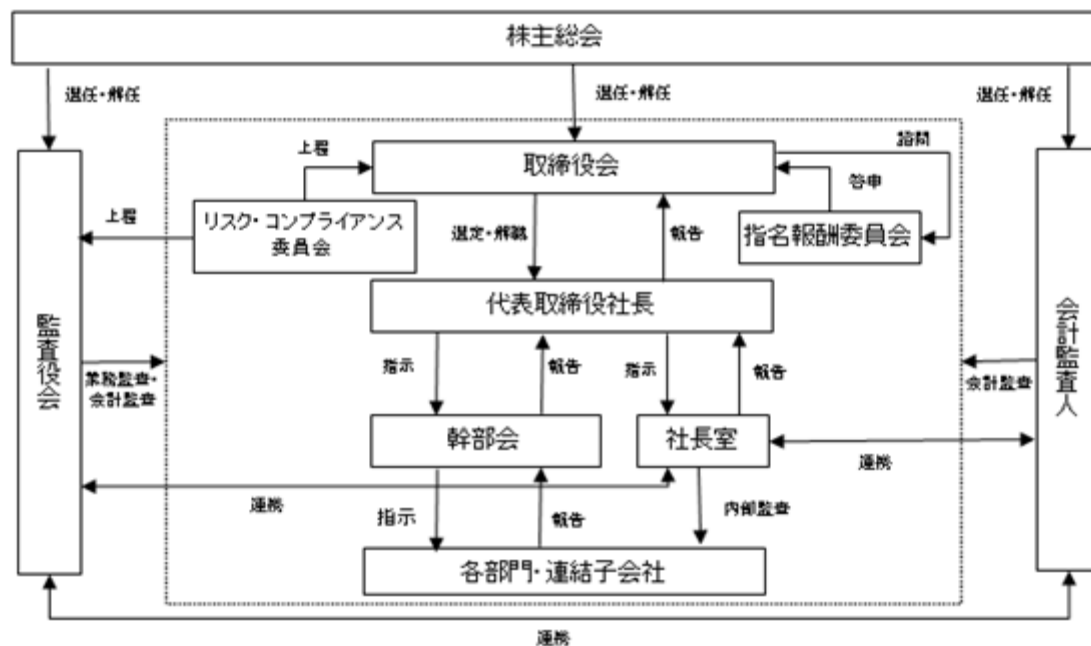 株主総会
選任・解任
選任・解任
選任・解任
取締役会
上程
諮問
答申
リスク・コンプライアンス
委員会
上程
選定・解職
報告
指名報酬委員会
代表取締役社長
監査役会
会計監査人
業務監査・
会計監査
指示
報告
指示
報告
会計監査
幹部会
社長室
連携
連携
指示
報告
内部監査
各部門・連結子会社
連携